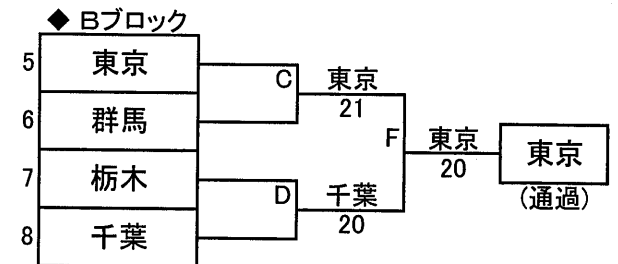 ◆ Bブロック
5 東京
6 群馬
7 栃木
8 千葉
C 東京
21
D 千葉
20
F 東京
20
東京
(通過)